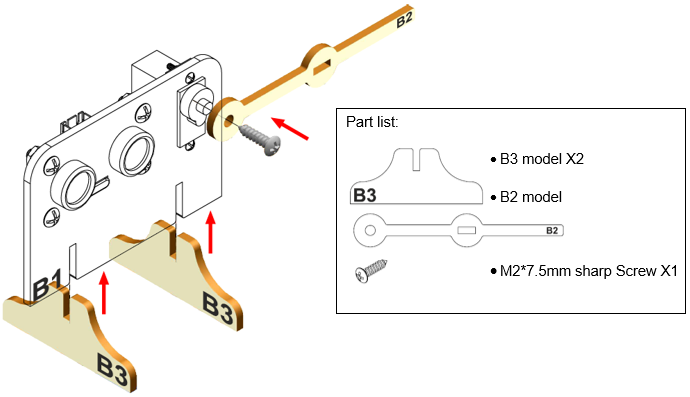 B2
Part list:
B3 model X2
B3
B2 model
B2
M2*7.5mm sharp Screw X1
B1
B3
B3